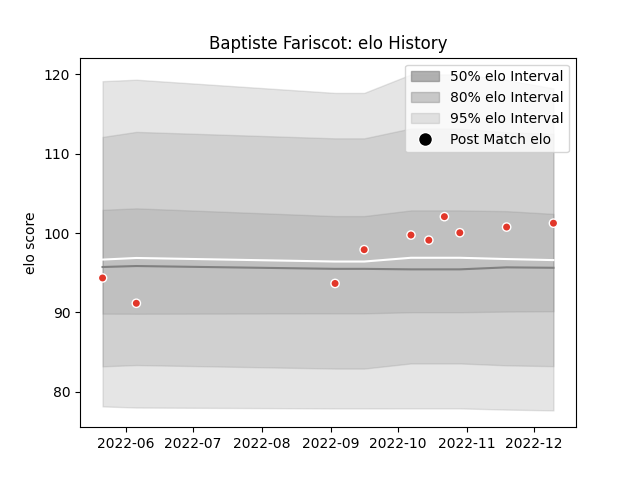 Baptiste Fariscot: elo History
50% elo Interval
80% elo Interval
95% elo Interval
Post Match elo
elo score
120
110
100
90
80
2022-06 2022-07 2022-08 2022-09 2022-10 2022-11 2022-12